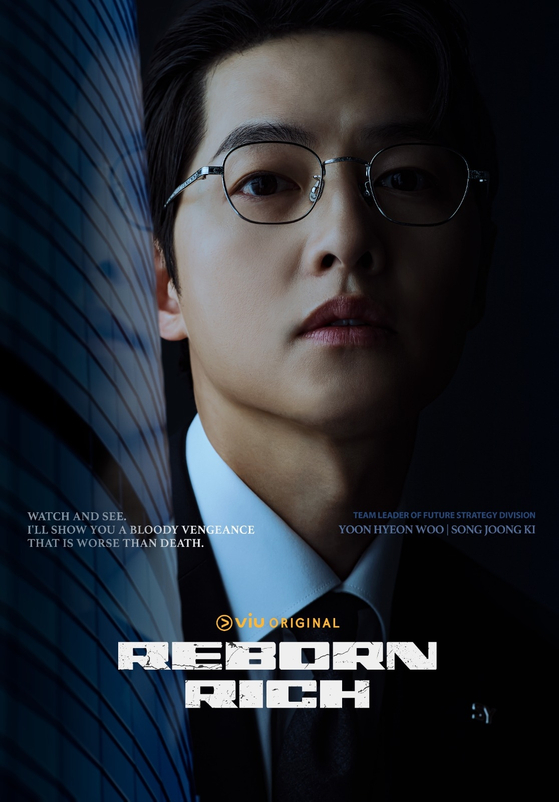 WATCH AND SEE.
I'LL SHOW YOU A BLOODY VENGEANCE
THAT IS WORSE THAN DEATH.
TEAM LEADER OF FUTURE STRATEGY DIVISION
YOON HYEON WOO | SONG JOONG KI
viu ORIGINAL
REBORN
RICH